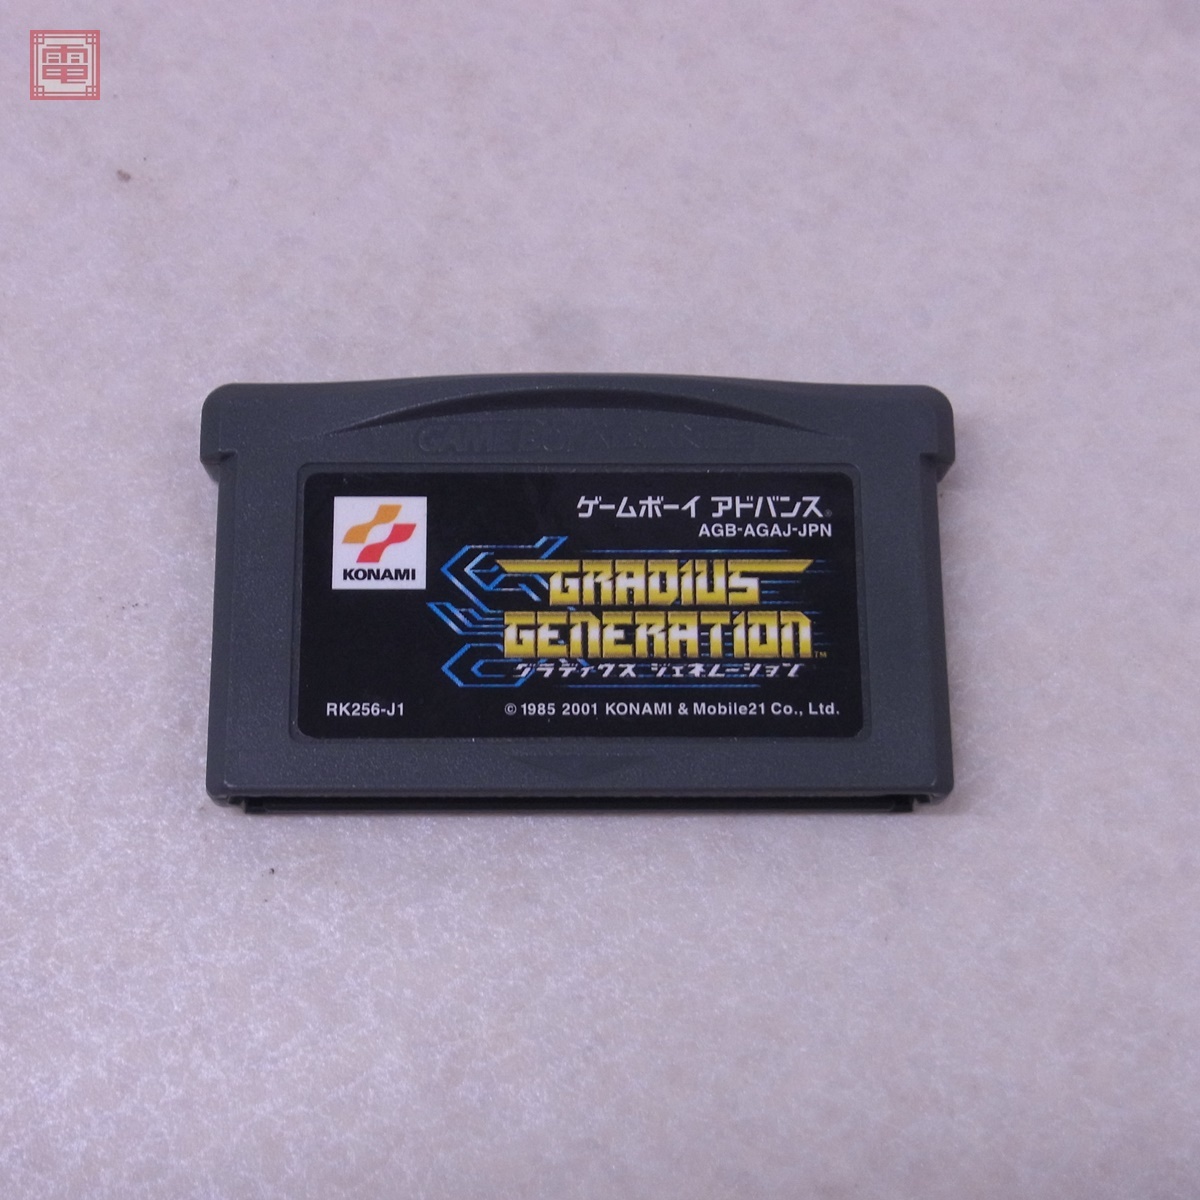 電
GAME BOY ADVANCE
KONAMI
ゲームボーイ アドバンス®
AGB-AGAJ-JPN
GRADIUS
GENERATION™
グラディウス ジェネレーション
RK256-J1
© 1985 2001 KONAMI & Mobile21 Co., Ltd.